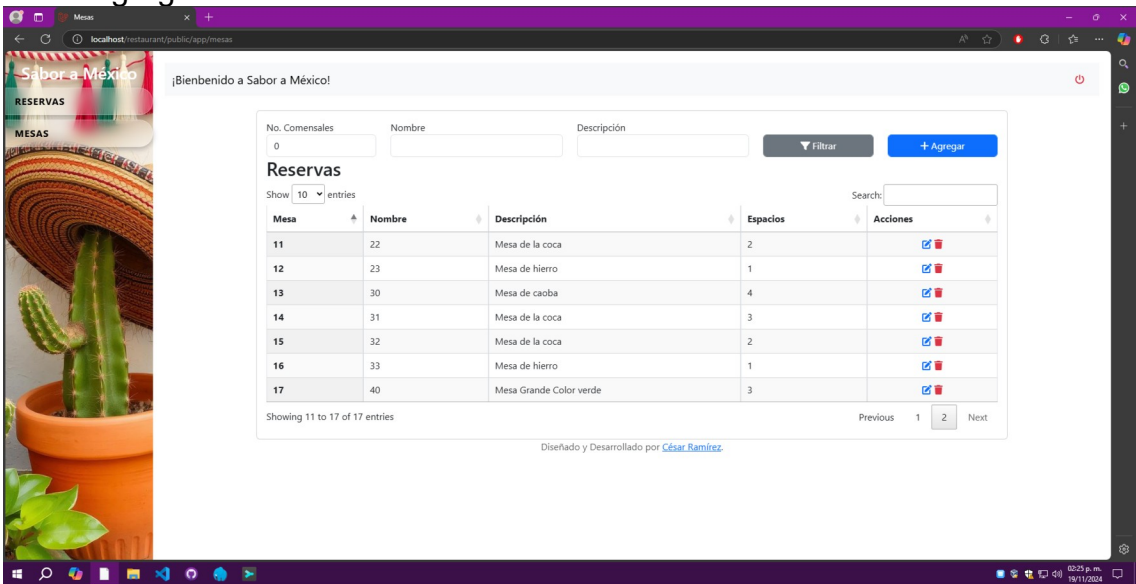 Mesas
localhost/restaurant/public/app/mesas
Sabor a México
RESERVAS
MESAS
¡Bienbenido a Sabor a México!
No. Comensales Nombre Descripción
0 Filtrar + Agregar
Reservas
Show 10 entries Search:
Mesa Nombre Descripción Espacios Acciones
11 22 Mesa de la coca 2
12 23 Mesa de hierro 1
13 30 Mesa de caoba 4
14 31 Mesa de la coca 3
15 32 Mesa de la coca 2
16 33 Mesa de hierro 1
17 40 Mesa Grande Color verde 3
Showing 11 to 17 of 17 entries Previous 1 2 Next
Diseñado y Desarrollado por César Ramírez.
02:25 p. m.
19/11/2024